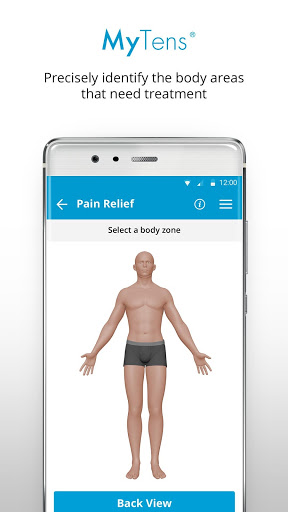 MyTens®
Precisely identify the body areas
that need treatment
12:00
Pain Relief
Select a body zone
Back View